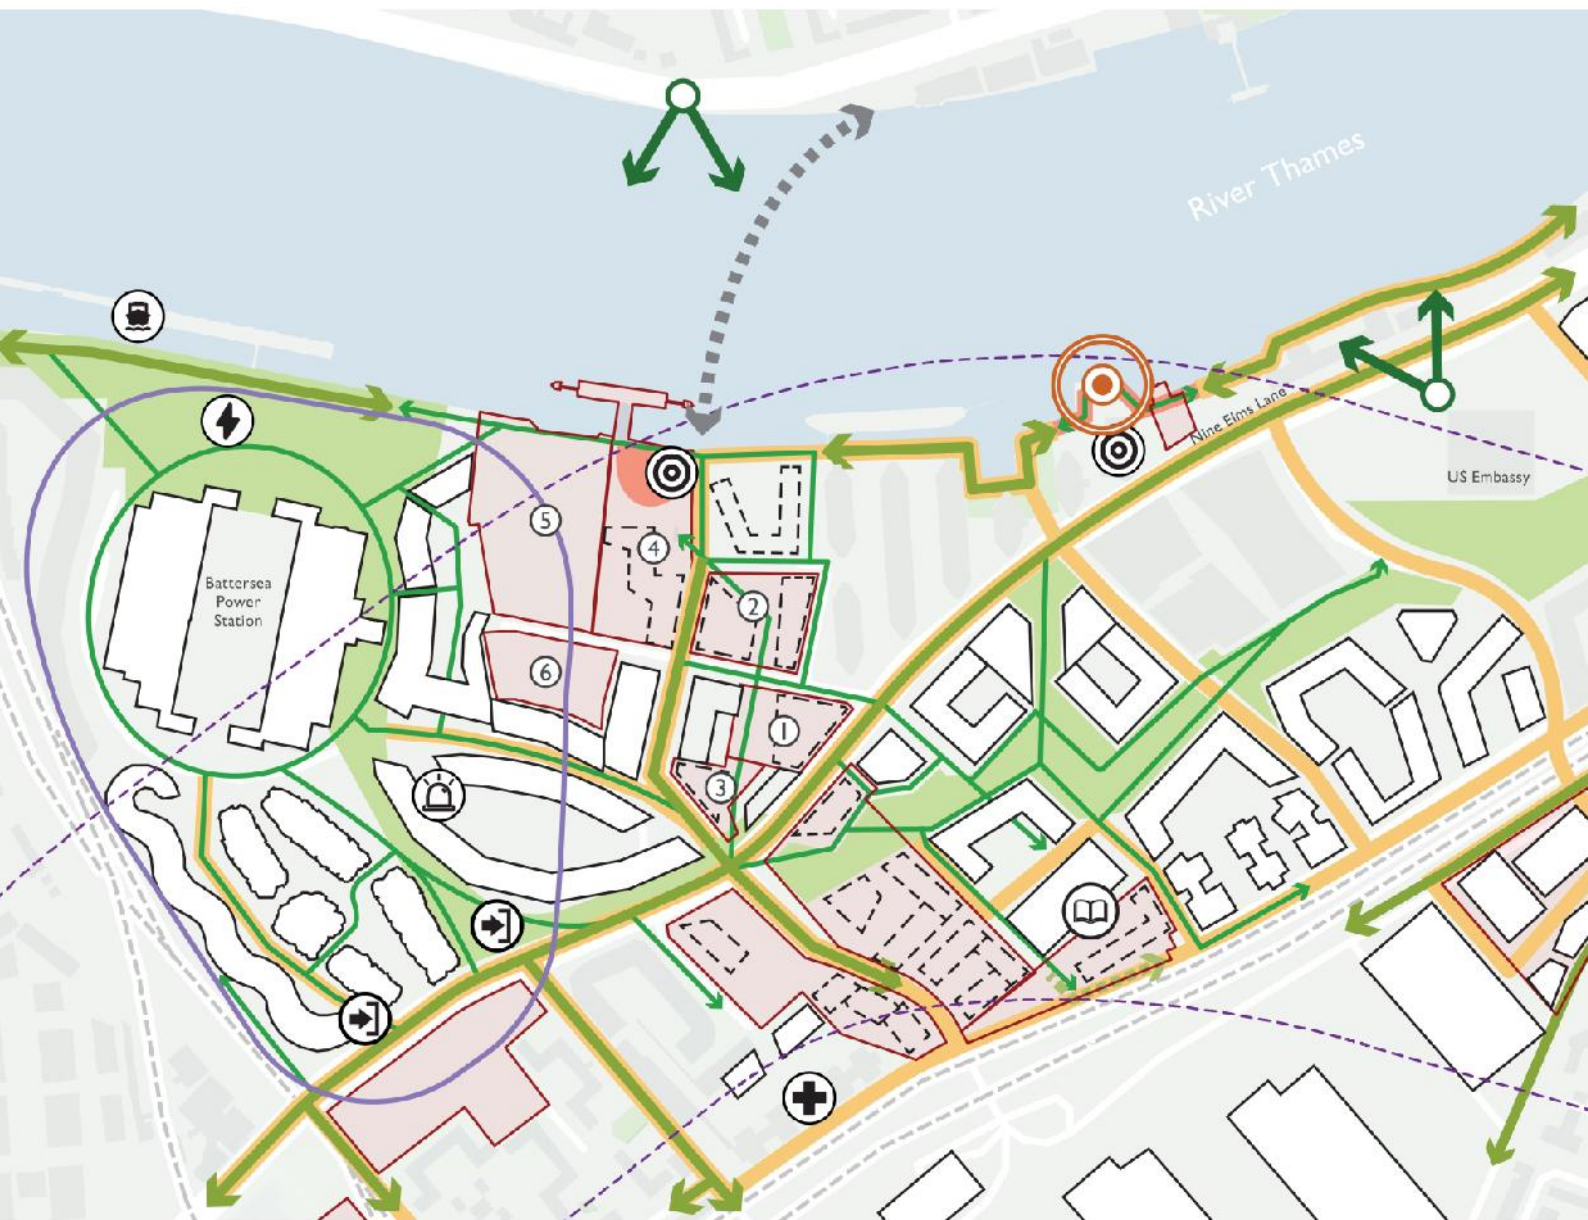 River Thames
Nine Elms Lane
US Embassy
5
4
Battersea
Power
Station
2
6
1
3